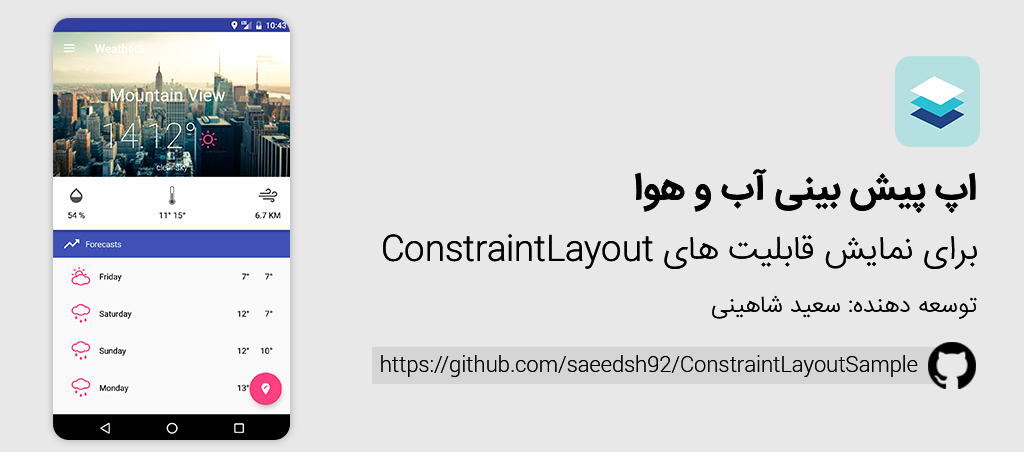 10:43
Weather
Mountain View
14.12°
clear sky
54 %
11° 15°
6.7 KM
Forecasts
Friday 7° 7°
Saturday 12° 7°
Sunday 12° 10°
Monday 13°
اپ پیش بینی آب و هوا
برای نمایش قابلیت های ConstraintLayout
توسعه دهنده: سعید شاهینی
https://github.com/saeedsh92/ConstraintLayoutSample